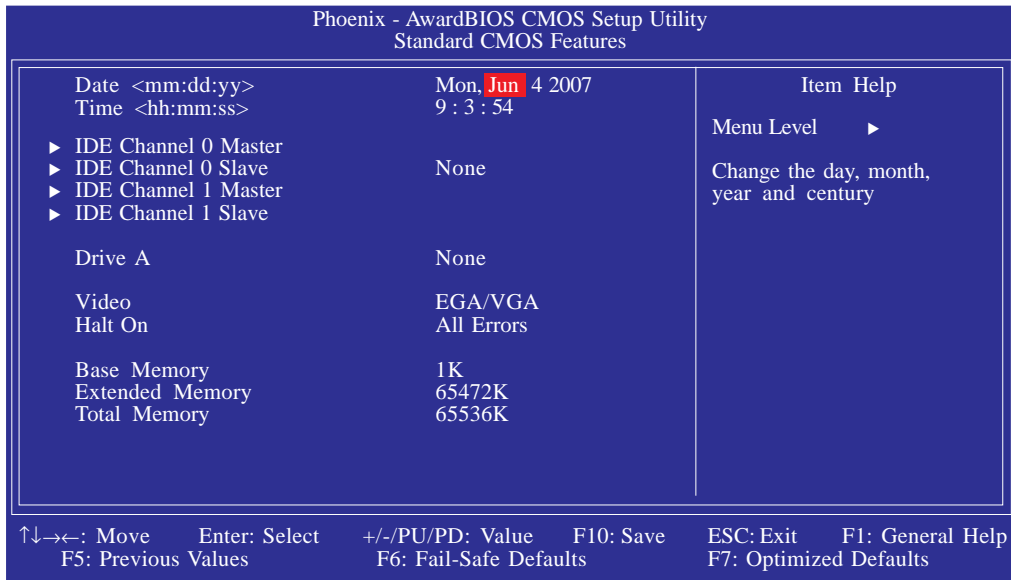 Phoenix - AwardBIOS CMOS Setup Utility
Standard CMOS Features
Date <mm:dd:yy> Mon, Jun 4 2007
Time <hh:mm:ss> 9 : 3 : 54
▶ IDE Channel 0 Master
▶ IDE Channel 0 Slave None
▶ IDE Channel 1 Master
▶ IDE Channel 1 Slave
Drive A None
Video EGA/VGA
Halt On All Errors
Base Memory 1K
Extended Memory 65472K
Total Memory 65536K
Item Help
Menu Level ▶
Change the day, month,
year and century
↑↓→←: Move Enter: Select +/-/PU/PD: Value F10: Save ESC: Exit F1: General Help
F5: Previous Values F6: Fail-Safe Defaults F7: Optimized Defaults